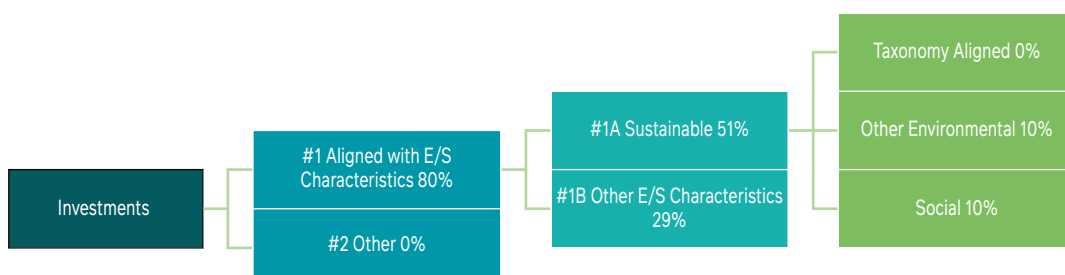 Investments
#1 Aligned with E/S
Characteristics 80%
#2 Other 0%
#1A Sustainable 51%
#1B Other E/S Characteristics
29%
Taxonomy Aligned 0%
Other Environmental 10%
Social 10%